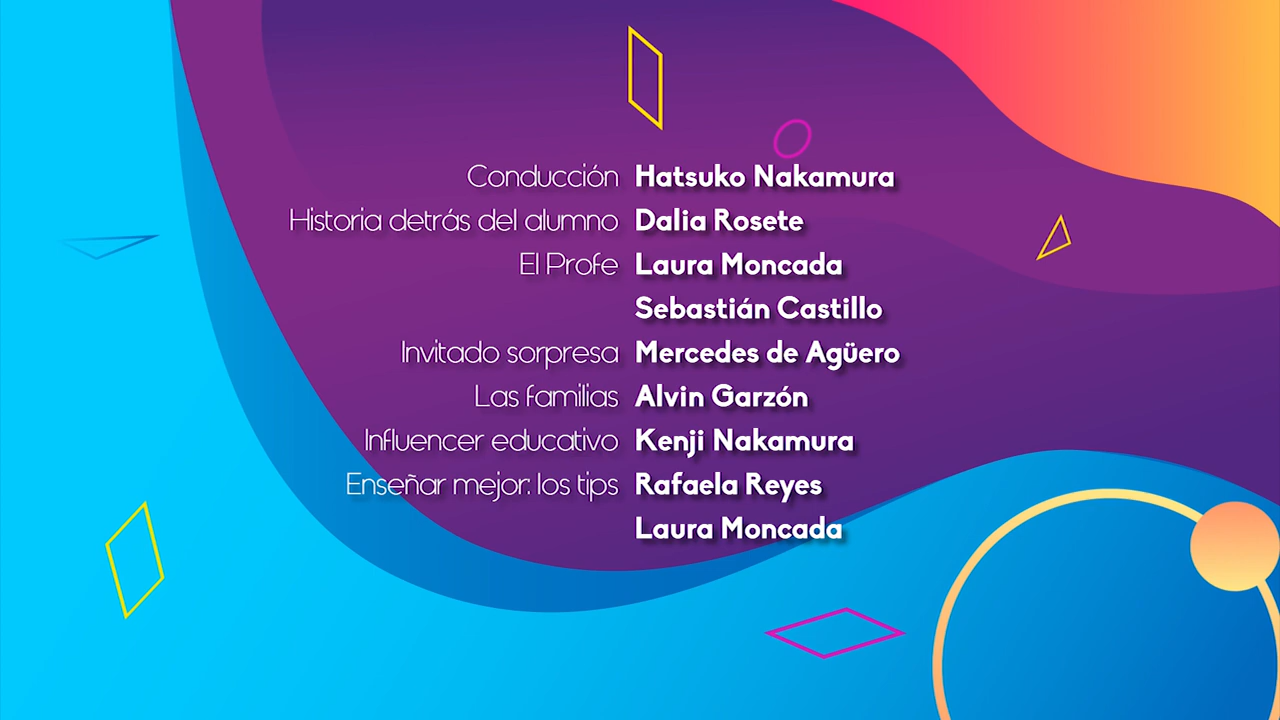 Conducción Hatsuko Nakamura
Historia detrás del alumno Dalia Rosete
El Profe Laura Moncada
Sebastián Castillo
Invitado sorpresa Mercedes de Agüero
Las familias Alvin Garzón
Influencer educativo Kenji Nakamura
Enseñar mejor: los tips Rafaela Reyes
Laura Moncada